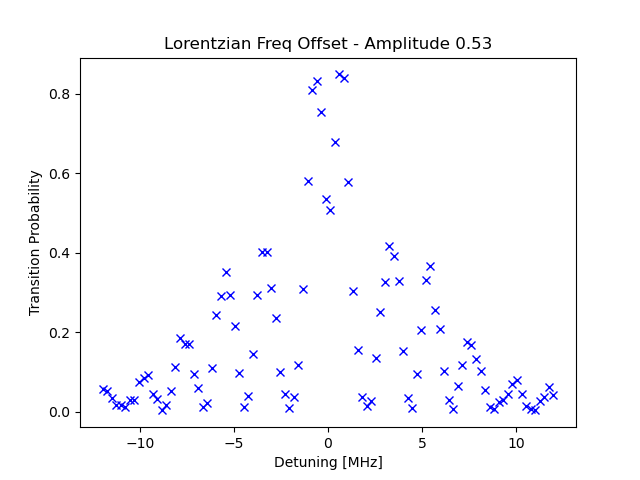 Lorentzian Freq Offset - Amplitude 0.53
Transition Probability
0.8
0.6
0.4
0.2
0.0
−10 −5 0 5 10
Detuning [MHz]